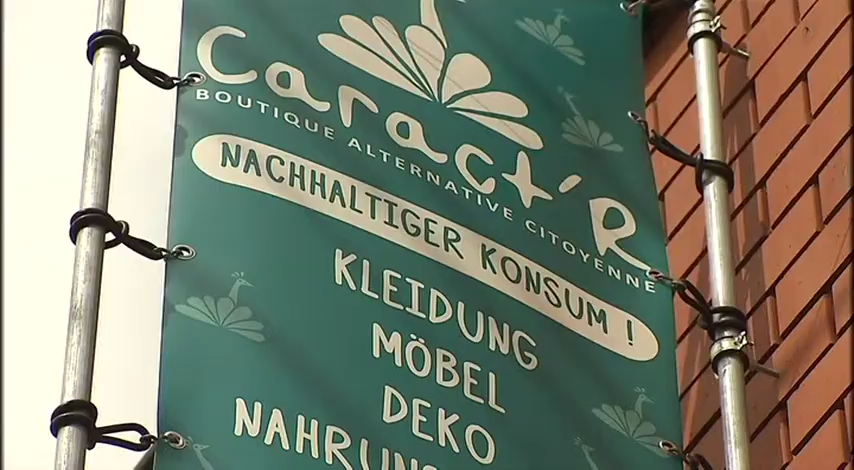 Caract'R
BOUTIQUE ALTERNATIVE CITOYENNE
NACHHALTIGER KONSUM !
KLEIDUNG
MÖBEL
DEKO